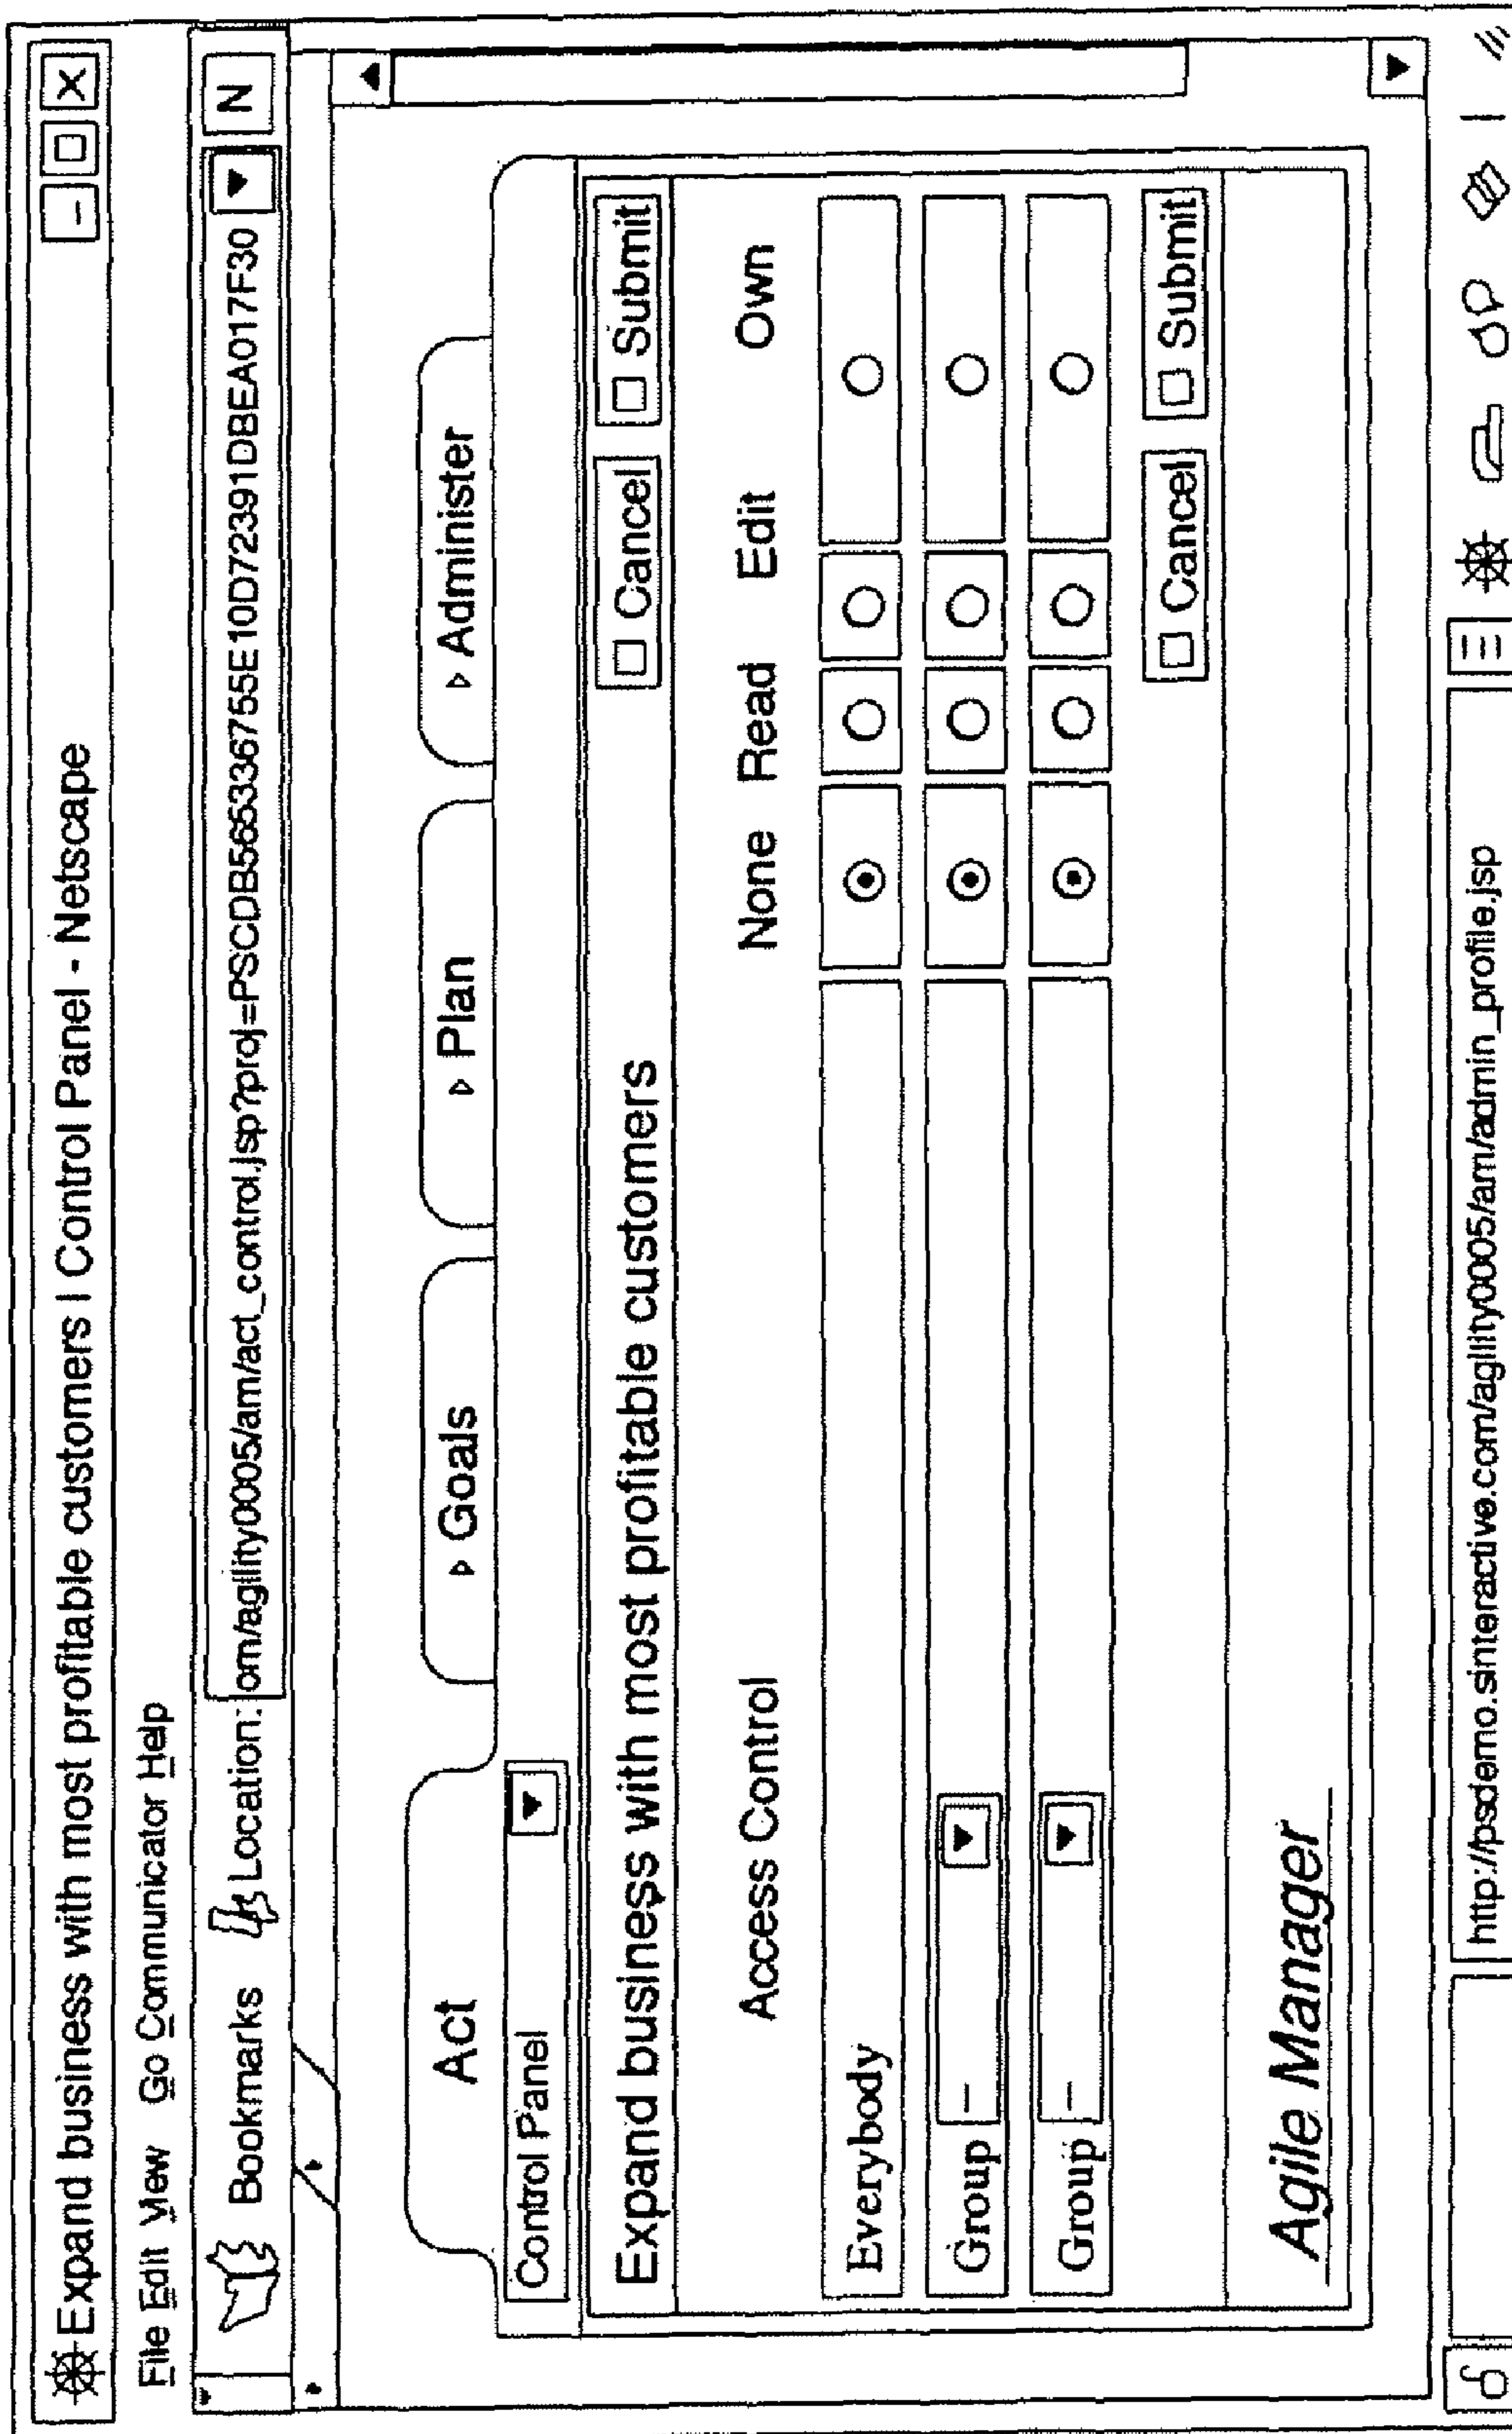 Expand business with most profitable customers | Control Panel - Netscape
File Edit View Go Communicator Help
Bookmarks Location: om/agility0005/am/act_control.jsp?proj=PSCDB565336755E10D72391DBEA017F30 N
Act Goals Plan Administer
Control Panel
Expand business with most profitable customers Cancel Submit
Access Control None Read Edit Own
Everybody
Group –
Group –
Cancel Submit
Agile Manager
http://psdemo.sinteractive.com/agility0005/am/admin_profile.jsp